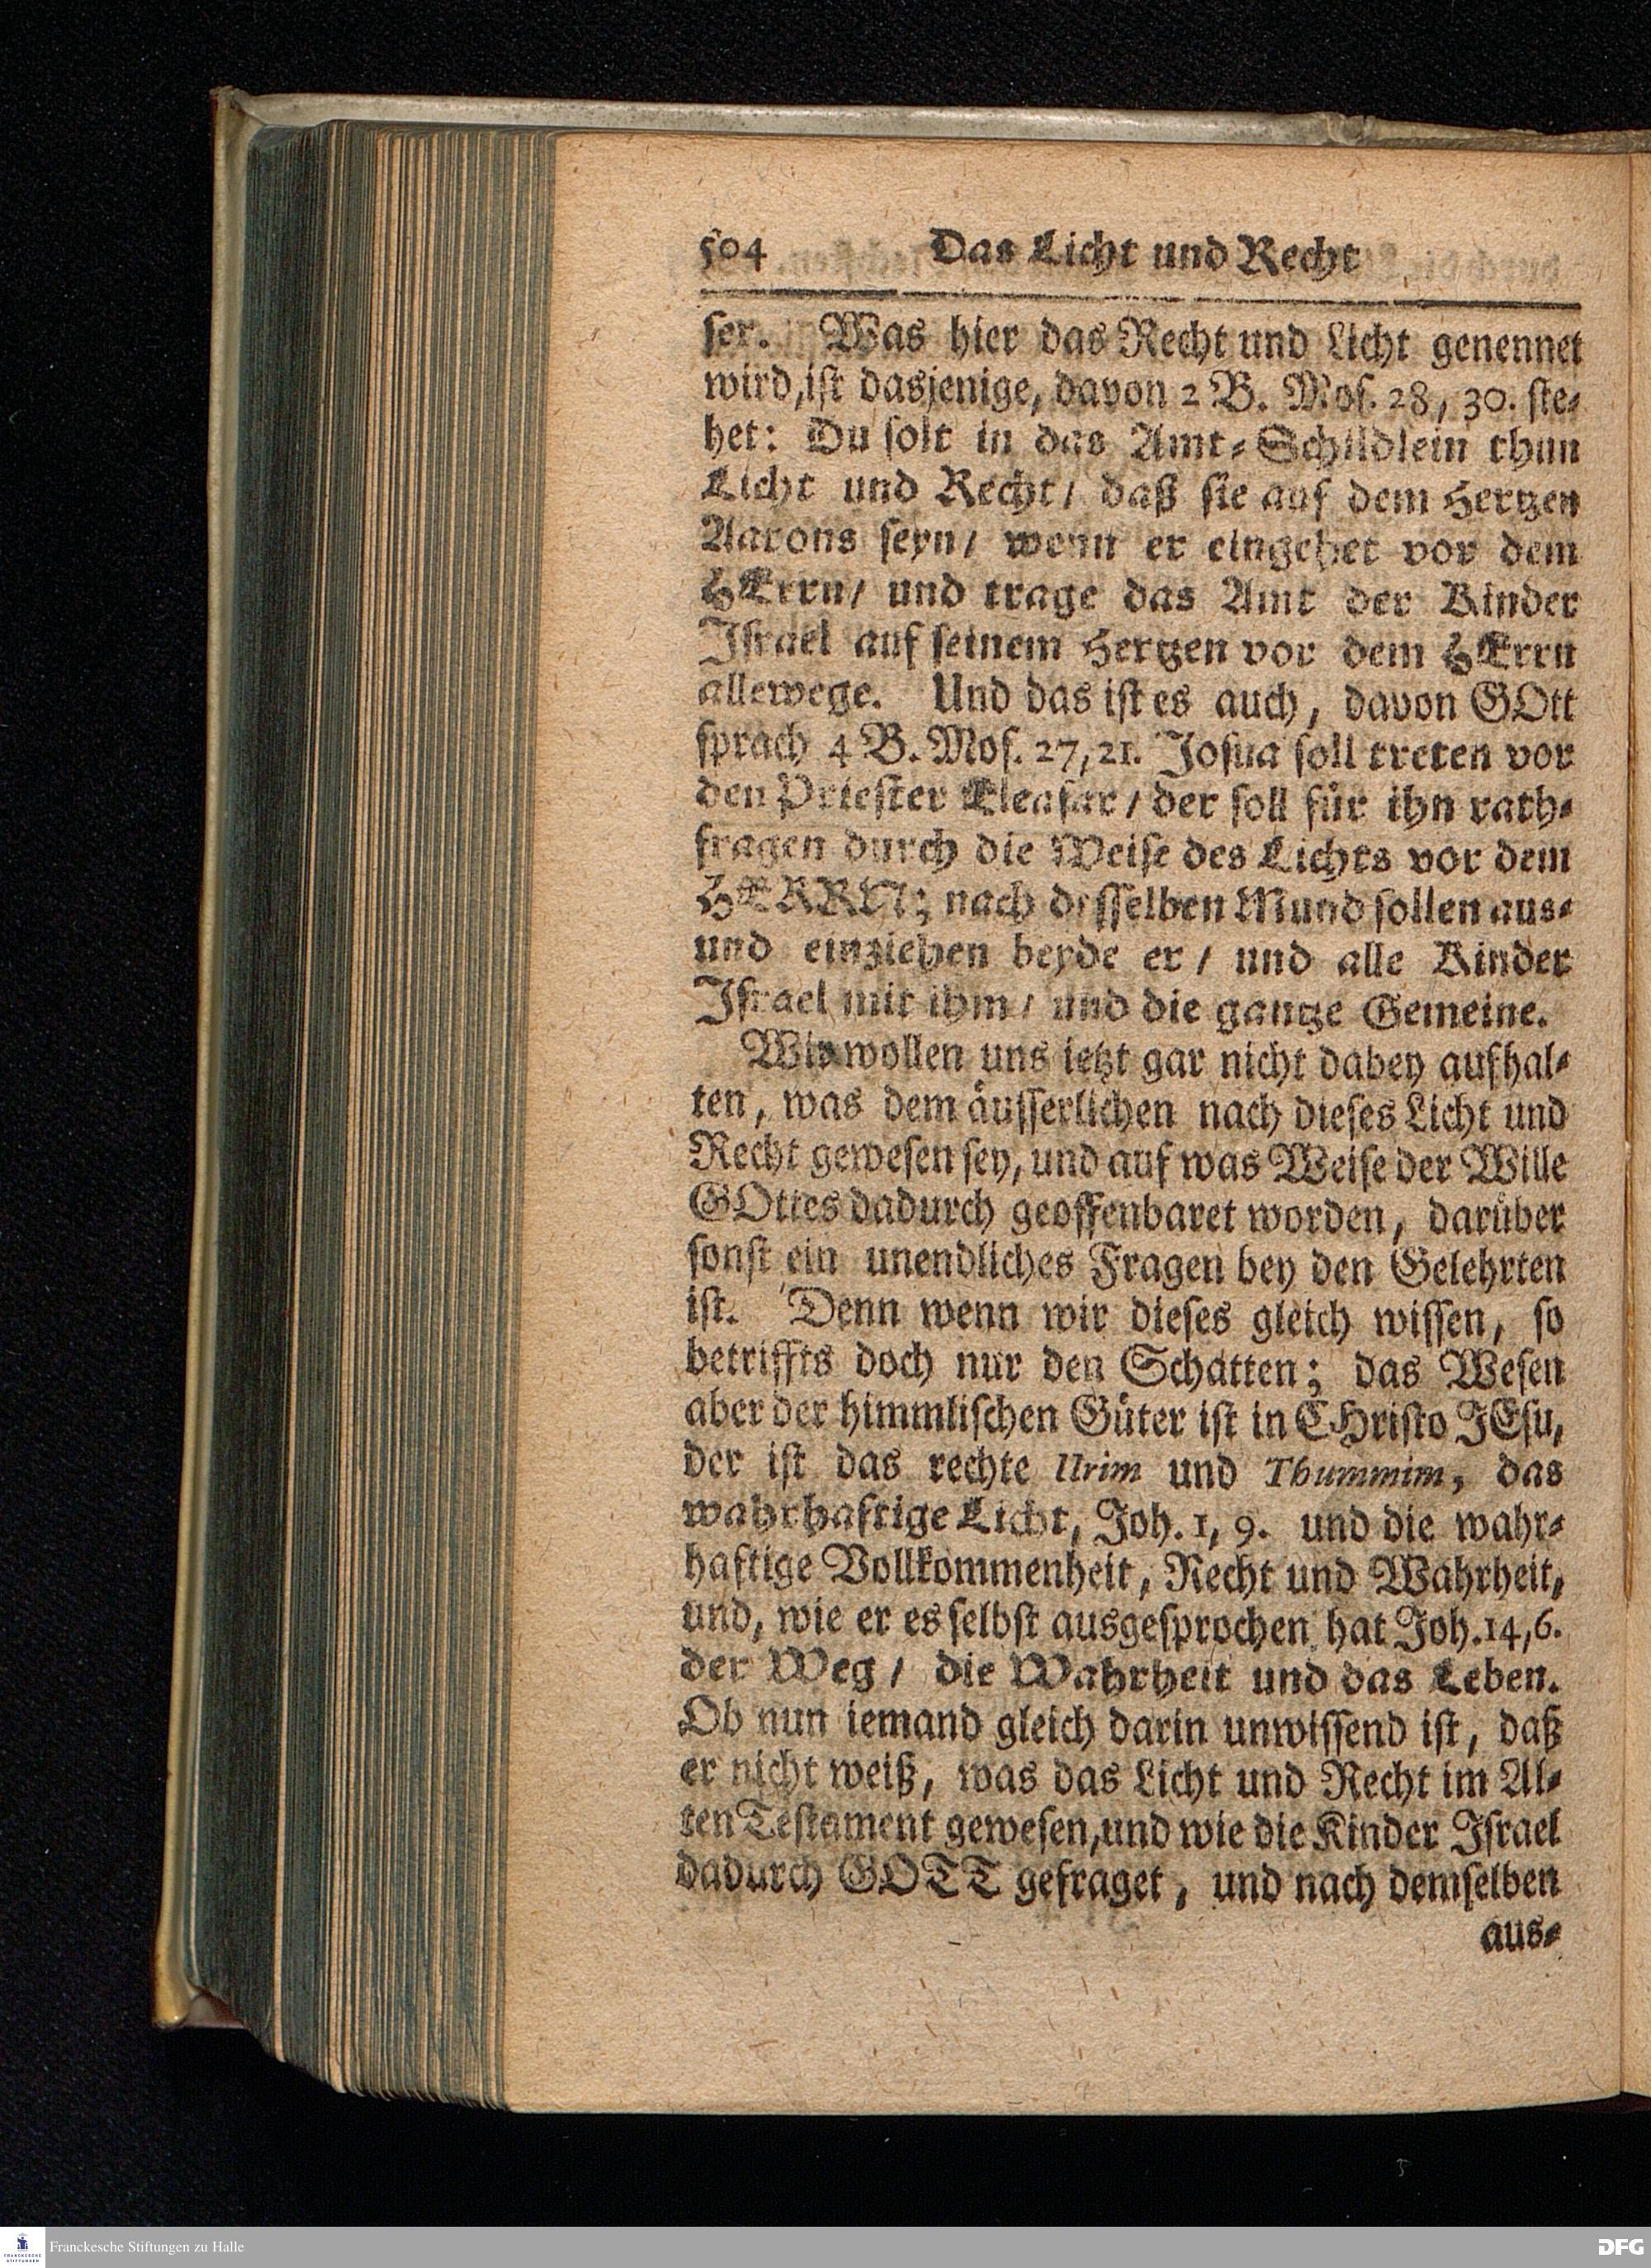 504 Das Licht und Recht
ſer. Was hier das Recht und Licht genennet
wird, iſt dasjenige, davon 2 B. Moſ. 28, 30. ſte⸗
het: Du ſolt in das Amt⸗Schildlein thun
Licht und Recht/ daß ſie auf dem Hertzen
Aarons ſeyn/ wenn er eingehet vor dem
HErrn/ und trage das Amt der Kinder
Iſrael auf ſeinem Hertzen vor dem HErrn
allewege. Und das iſt es auch, davon GOtt
ſprach 4 B. Moſ. 27, 21. Joſua ſoll treten vor
den Prieſter Eleaſar/ der ſoll für ihn rath⸗
fragen durch die Weiſe des Lichts vor dem
HERRN; nach deſſelben Mund ſollen aus⸗
und einziehen beyde er/ und alle Kinder
Iſrael mit ihm/ und die gantze Gemeine.
Wir wollen uns ietzt gar nicht dabey aufhal⸗
ten, was dem äuſſerlichen nach dieſes Licht und
Recht geweſen ſey, und auf was Weiſe der Wille
GOttes dadurch geoffenbaret worden, darüber
ſonſt ein unendliches Fragen bey den Gelehrten
iſt. Denn wenn wir dieſes gleich wiſſen, ſo
betriffts doch nur den Schatten; das Weſen
aber der himmliſchen Güter iſt in CHriſto JEſu,
der iſt das rechte Urim und Thummim, das
wahrhaftige Licht, Joh. 1, 9. und die wahr⸗
haftige Vollkommenheit, Recht und Wahrheit,
und, wie er es ſelbſt ausgeſprochen hat Joh. 14, 6.
der Weg/ die Wahrheit und das Leben.
Ob nun iemand gleich darin unwiſſend iſt, daß
er nicht weiß, was das Licht und Recht im Al⸗
ten Teſtament geweſen, und wie die Kinder Iſrael
dadurch GOTT gefraget, und nach demſelben
aus⸗
FRANCKESCHE STIFTUNGEN
Franckesche Stiftungen zu Halle
DFG